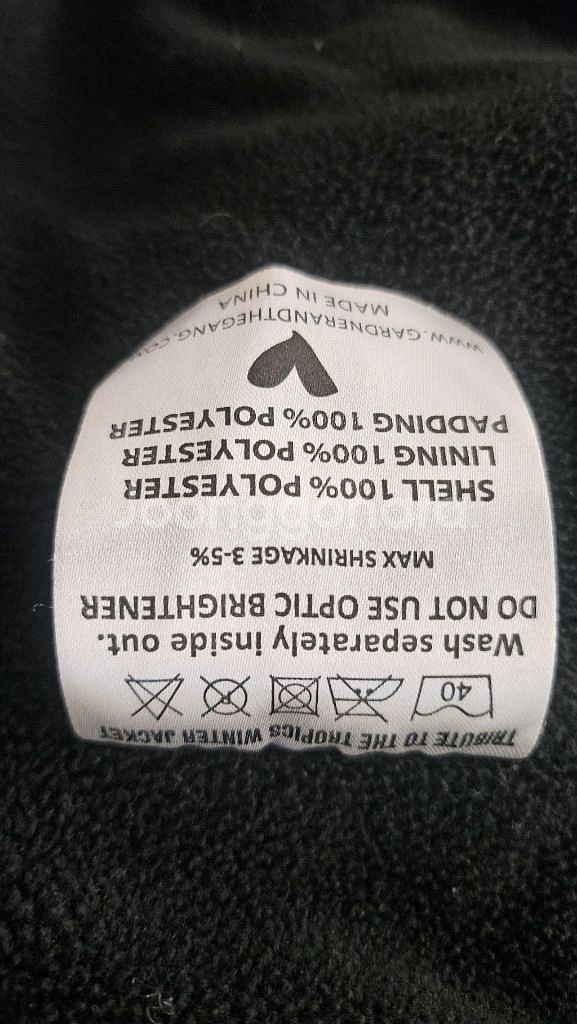 TRIBUTE TO THE TROPICS WINTER JACKET
40
Wash separately inside out.
DO NOT USE OPTIC BRIGHTENER
MAX SHRINKAGE 3-5%
Joonggonara
SHELL 100% POLYESTER
LINING 100% POLYESTER
PADDING 100% POLYESTER
WWW.GARDNERANDTHEGANG.CO
MADE IN CHINA